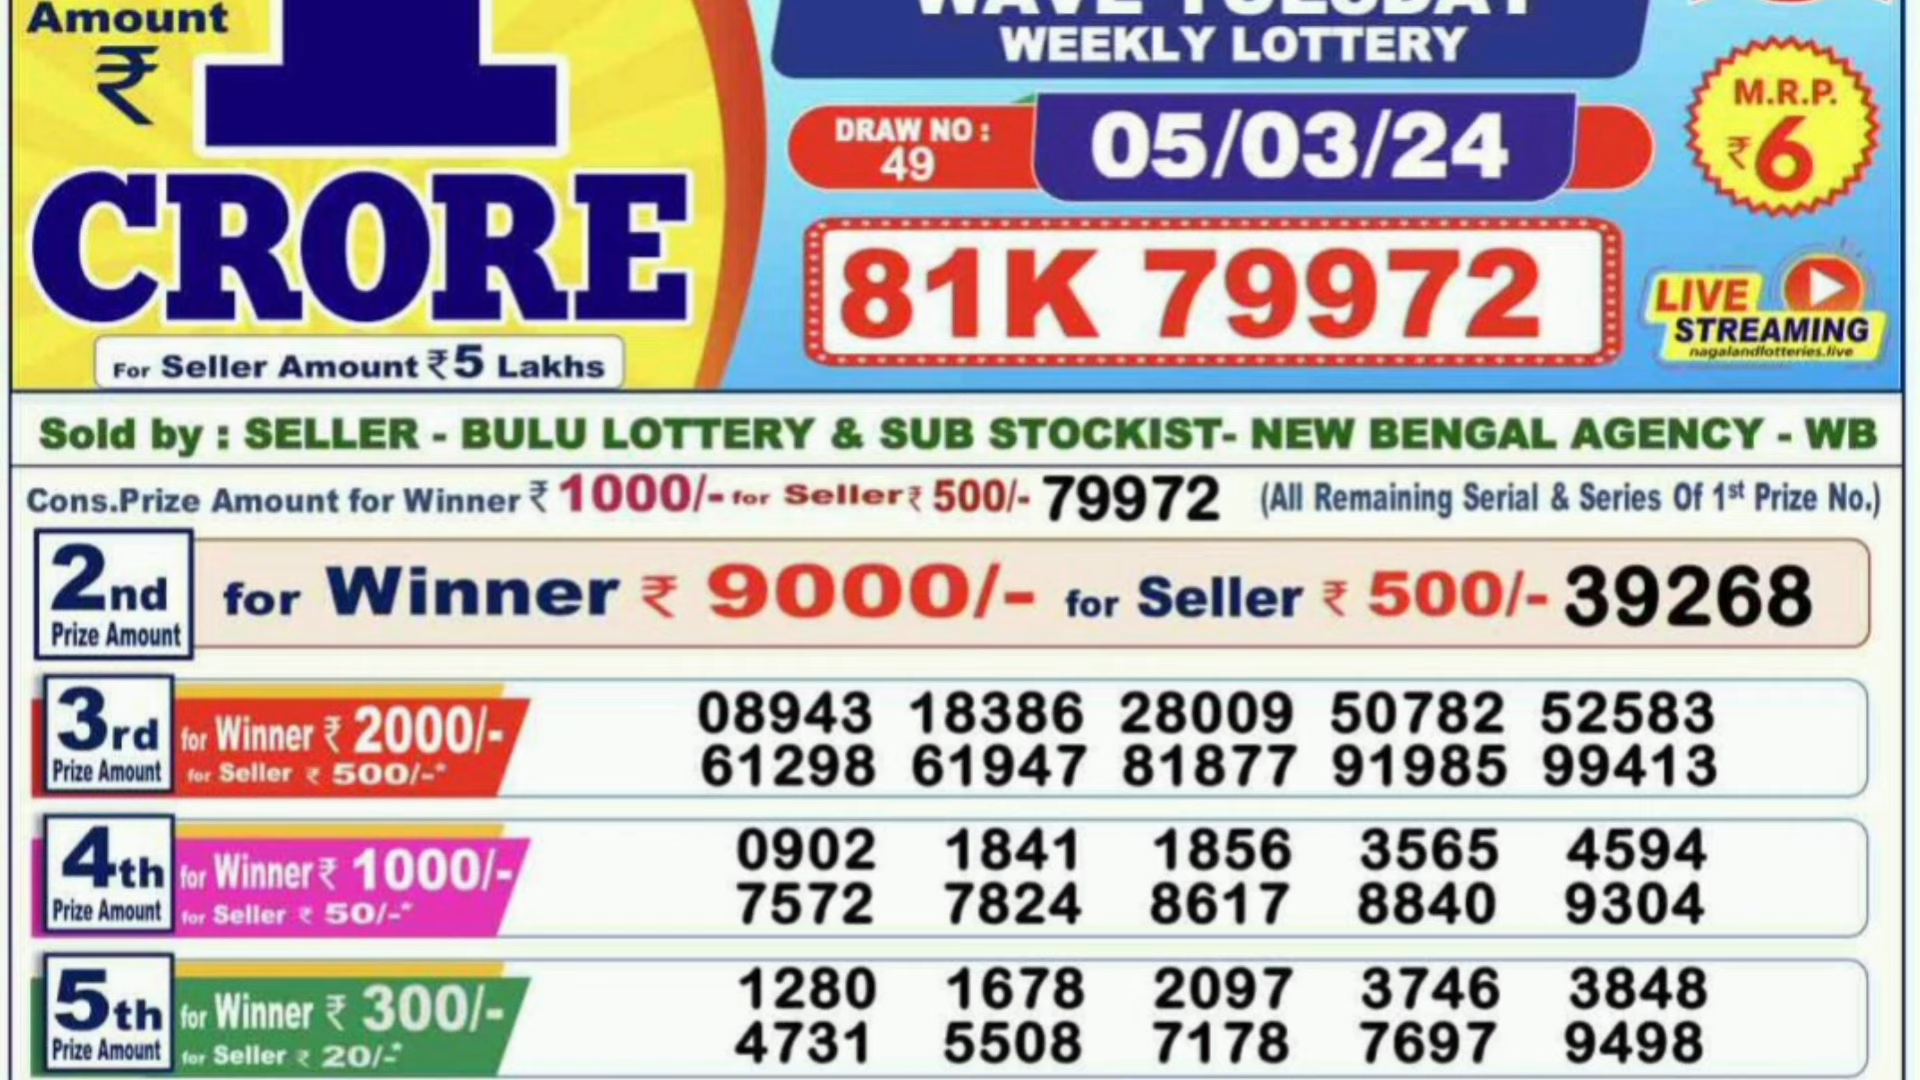 Amount
₹
1
CRORE
For Seller Amount ₹5 Lakhs
WAVE TUESDAY
WEEKLY LOTTERY
DRAW NO :
49
05/03/24
M.R.P.
₹6
81K 79972
LIVE
STREAMING
nagalandlotteries.live
Sold by : SELLER - BULU LOTTERY & SUB STOCKIST- NEW BENGAL AGENCY - WB
Cons.Prize Amount for Winner ₹ 1000/- for Seller ₹ 500/- 79972 (All Remaining Serial & Series Of 1st Prize No.)
2nd
Prize Amount
for Winner ₹ 9000/- for Seller ₹ 500/- 39268
3rd
Prize Amount
for Winner ₹ 2000/-
for Seller ₹ 500/-*
08943 18386 28009 50782 52583
61298 61947 81877 91985 99413
4th
Prize Amount
for Winner ₹ 1000/-
for Seller ₹ 50/-*
0902 1841 1856 3565 4594
7572 7824 8617 8840 9304
5th
Prize Amount
for Winner ₹ 300/-
for Seller ₹ 20/-*
1280 1678 2097 3746 3848
4731 5508 7178 7697 9498